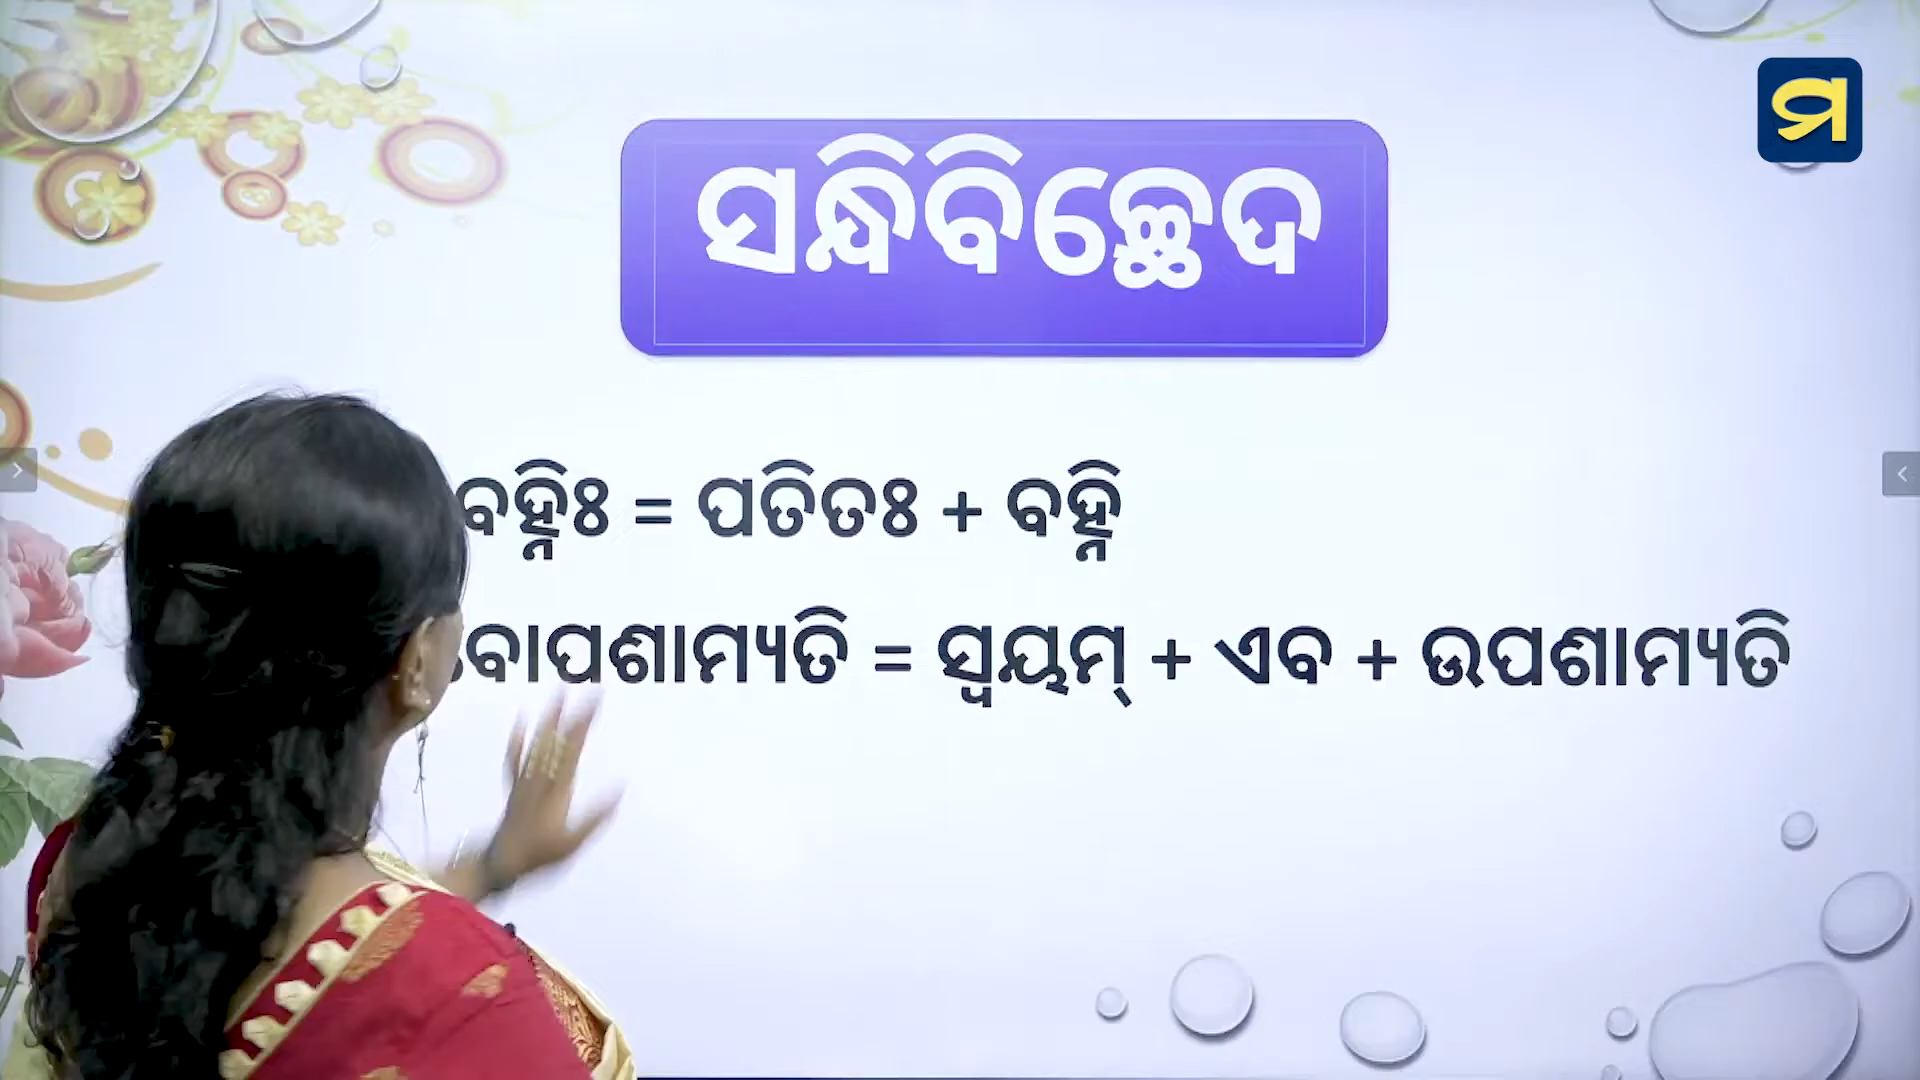 ମ
ସନ୍ଧିବିଚ୍ଛେଦ
ବହ୍ନିଃ = ପତିତଃ + ବହ୍ନି
ବୋପଶାମ୍ୟତି = ସ୍ୱୟମ୍ + ଏବ + ଉପଶାମ୍ୟତି